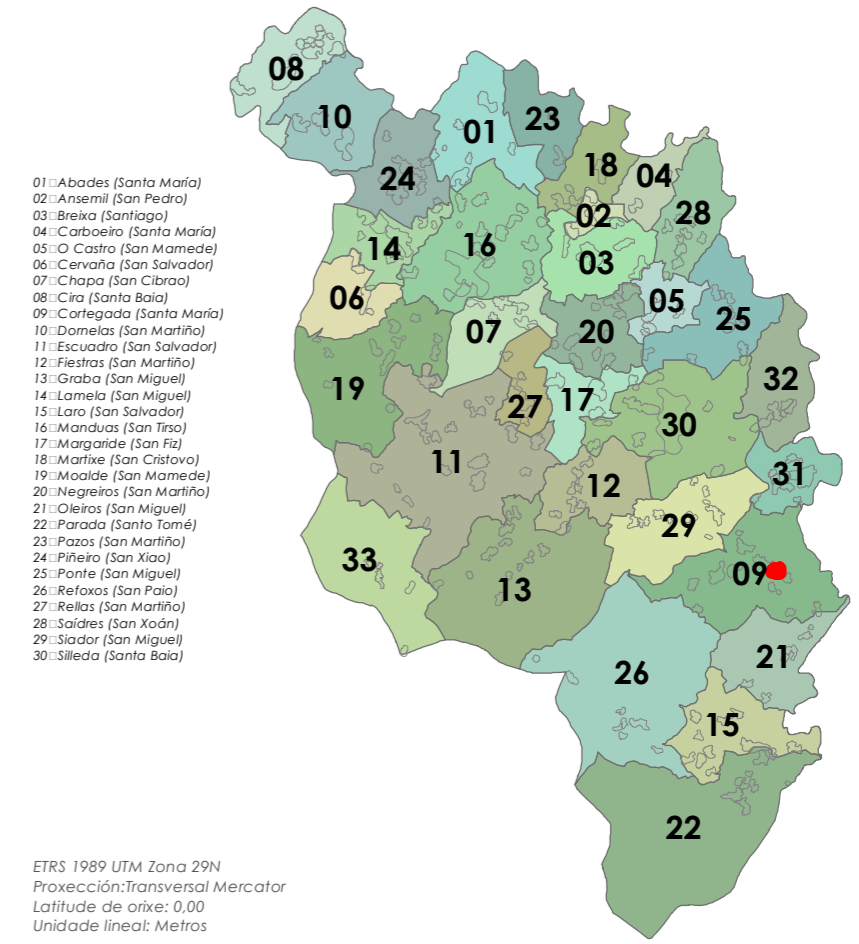 08
10
01
23
24
18
04
02
28
14
16
03
06
05
07
20
25
19
27
17
32
30
11
12
31
29
33
13
09
26
21
15
22
01□Abades (Santa María)
02□Ansemil (San Pedro)
03□Breixa (Santiago)
04□Carboeiro (Santa María)
05□O Castro (San Mamede)
06□Cervaña (San Salvador)
07□Chapa (San Cibrao)
08□Cira (Santa Baia)
09□Cortegada (Santa María)
10□Dornelas (San Martiño)
11□Escuadro (San Salvador)
12□Fiestras (San Martiño)
13□Graba (San Miguel)
14□Lamela (San Miguel)
15□Laro (San Salvador)
16□Manduas (San Tirso)
17□Margaride (San Fiz)
18□Martixe (San Cristovo)
19□Moalde (San Mamede)
20□Negreiros (San Martiño)
21□Oleiros (San Miguel)
22□Parada (Santo Tomé)
23□Pazos (San Martiño)
24□Piñeiro (San Xiao)
25□Ponte (San Miguel)
26□Refoxos (San Paio)
27□Rellas (San Martiño)
28□Saídres (San Xoán)
29□Siador (San Miguel)
30□Silleda (Santa Baia)
ETRS 1989 UTM Zona 29N
Proxección:Transversal Mercator
Latitude de orixe: 0,00
Unidade lineal: Metros